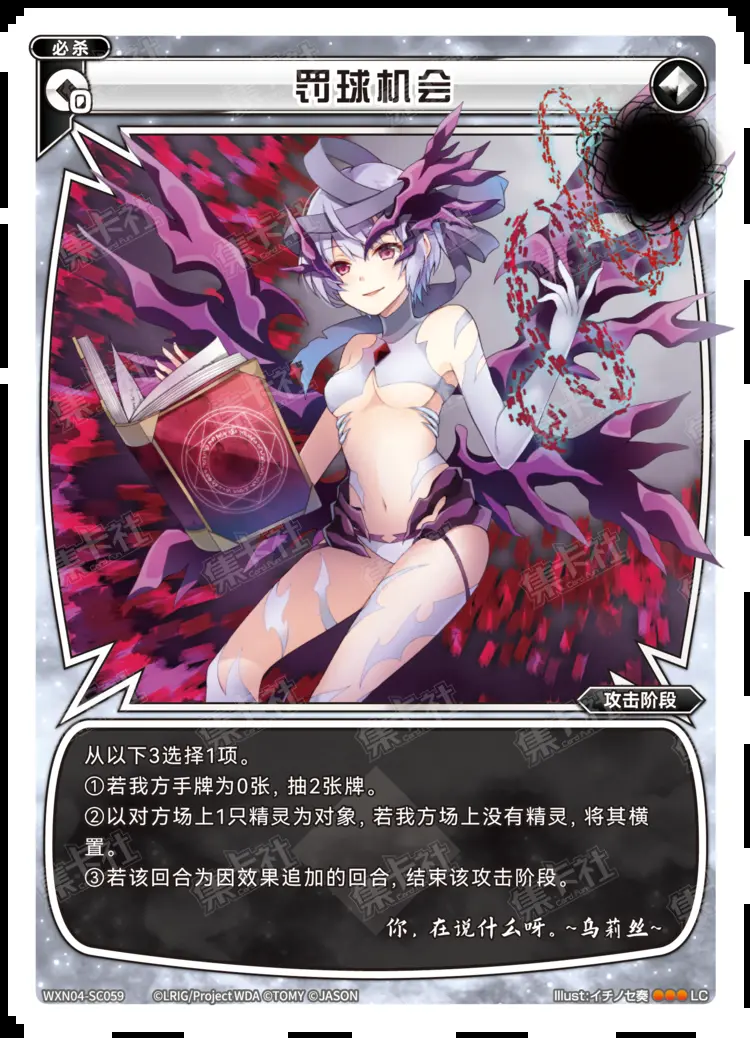 必杀
0
罚球机会
攻击阶段
从以下3选择1项。
①若我方手牌为0张，抽2张牌。
②以对方场上1只精灵为对象，若我方场上没有精灵，将其横
置。
③若该回合为因效果追加的回合，结束该攻击阶段。
你，在说什么呀。~乌莉丝~
WXN04-SC059 ©LRIG/Project WDA ©TOMY ©JASON
Illust:イチノセ奏 LC
集卡社